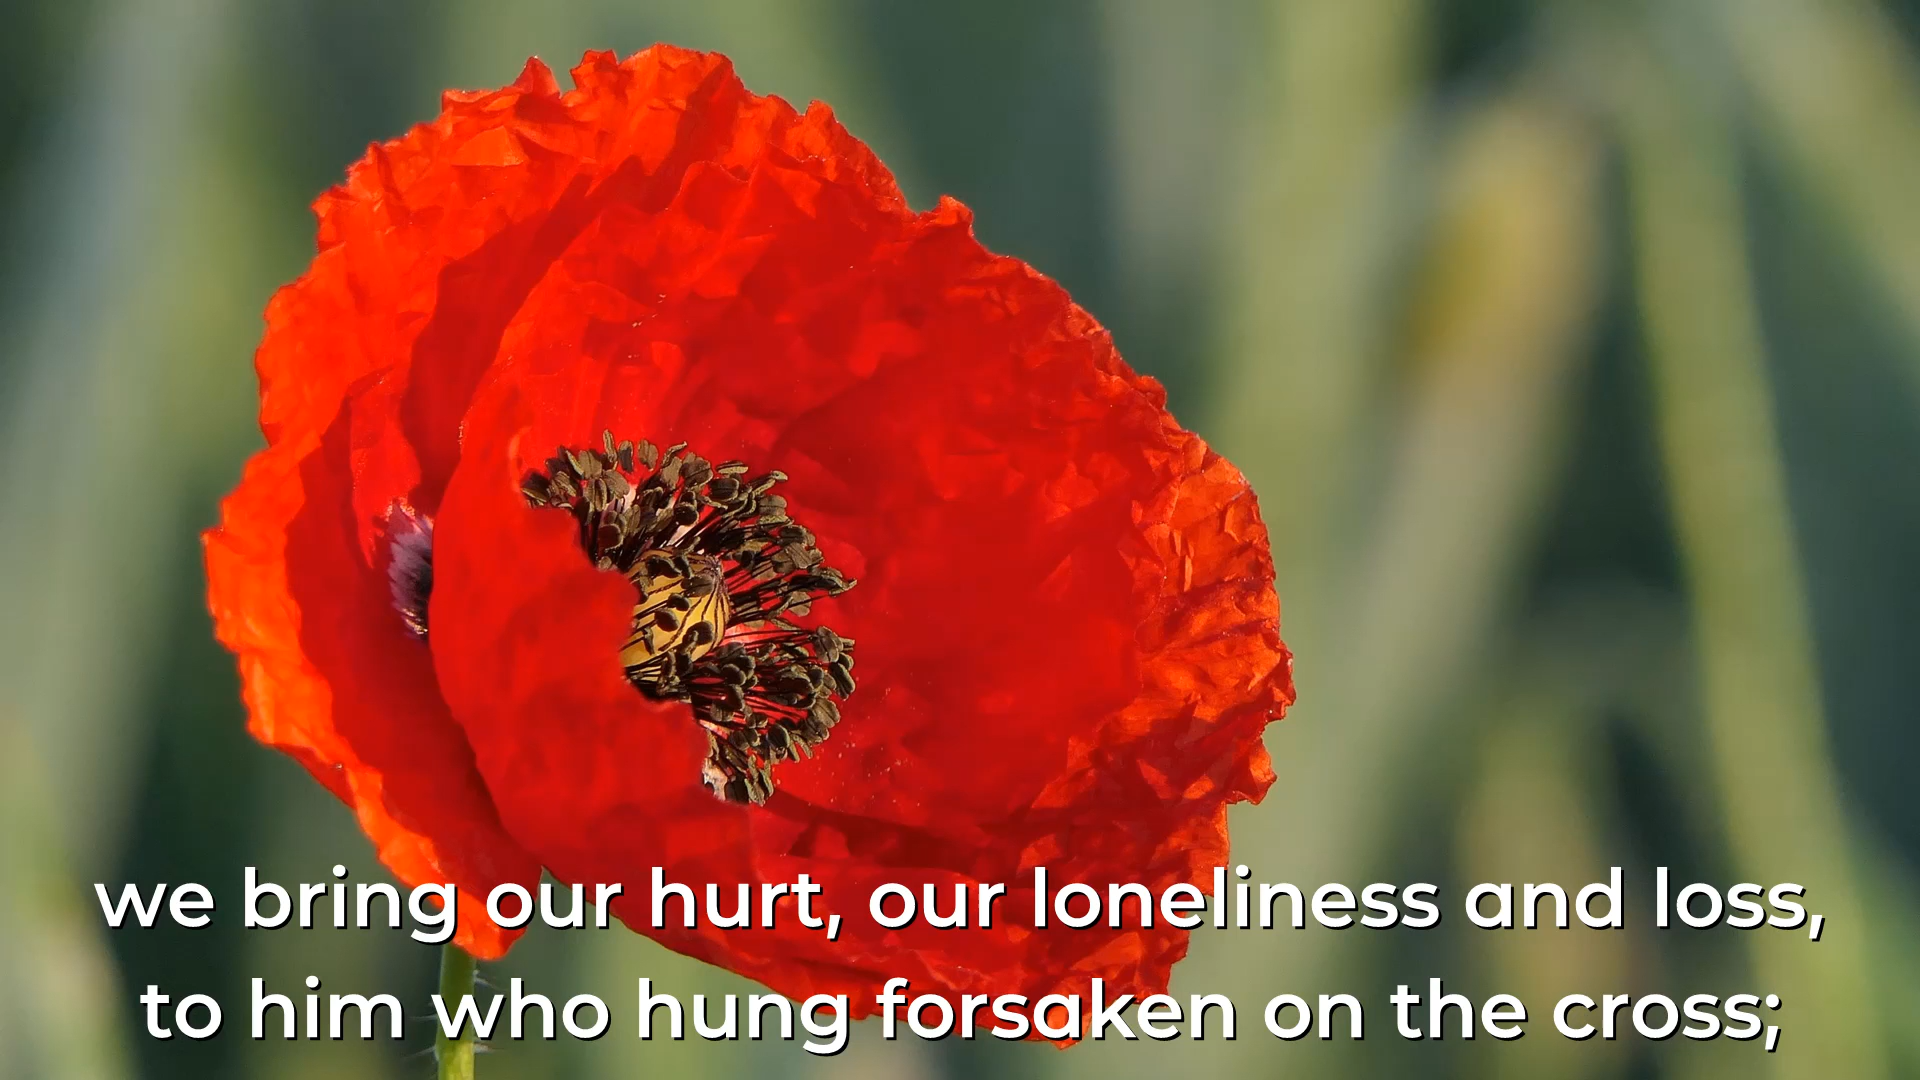 we bring our hurt, our loneliness and loss,
to him who hung forsaken on the cross;